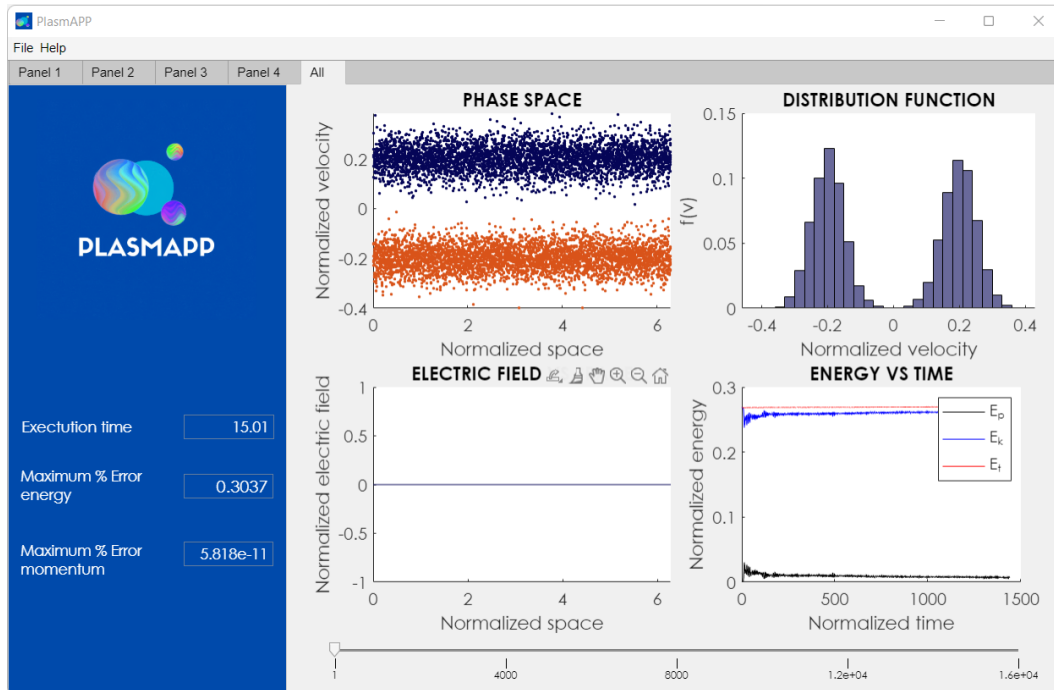 PlasmAPP
File Help
Panel 1 Panel 2 Panel 3 Panel 4 All
PLASMAPP
Exectution time 15.01
Maximum % Error
energy 0.3037
Maximum % Error
momentum 5.818e-11
PHASE SPACE
Normalized velocity
0.2
0
-0.2
-0.4
0 2 4 6
Normalized space
DISTRIBUTION FUNCTION
f(v)
0.15
0.1
0.05
0
-0.4 -0.2 0 0.2 0.4
Normalized velocity
ELECTRIC FIELD
Normalized electric field
1
0.5
0
-0.5
-1
0 2 4 6
Normalized space
ENERGY VS TIME
Normalized energy
0.3
0.2
0.1
0
E_p
E_k
E_t
0 500 1000 1500
Normalized time
1 4000 8000 1.2e+04 1.6e+04